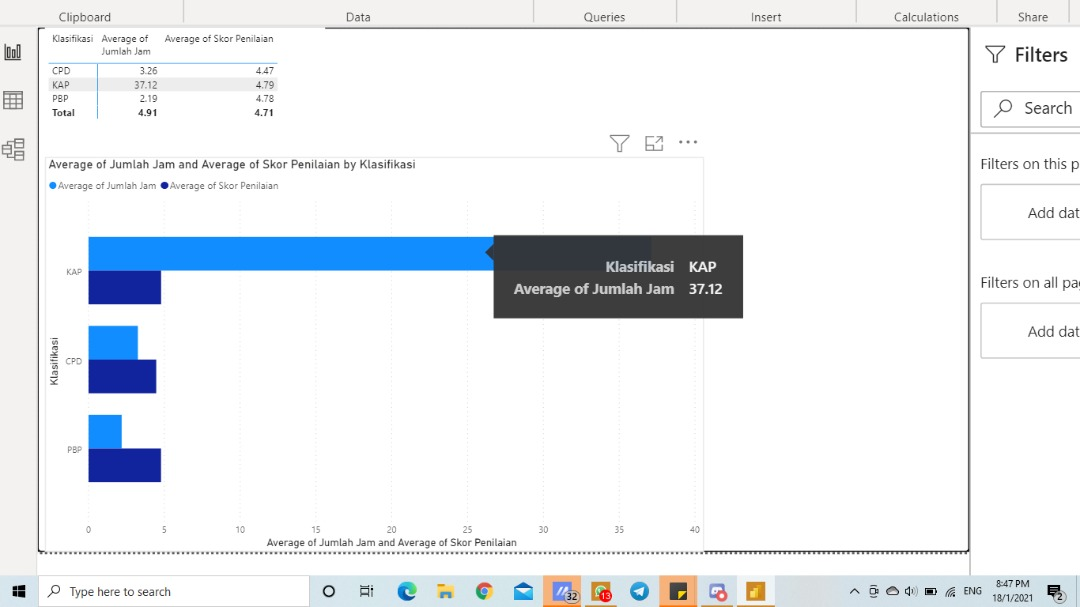 Clipboard Data Queries Insert Calculations Share
Klasifikasi Average of Jumlah Jam Average of Skor Penilaian
CPD 3.26 4.47
KAP 37.12 4.79
PBP 2.19 4.78
Total 4.91 4.71
Filters
Search
Filters on this p
Add dat
Filters on all pa
Add dat
Average of Jumlah Jam and Average of Skor Penilaian by Klasifikasi
Average of Jumlah Jam Average of Skor Penilaian
Klasifikasi KAP
Average of Jumlah Jam 37.12
KAP
CPD
PBP
Klasifikasi
0 5 10 15 20 25 30 35 40
Average of Jumlah Jam and Average of Skor Penilaian
Type here to search
32
13
ENG
8:47 PM
18/1/2021
2